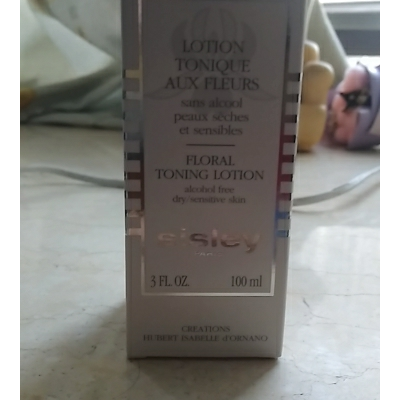 LOTION
TONIQUE
AUX FLEURS
sans alcool
peaux sèches
et sensibles
FLORAL
TONING LOTION
alcohol free
dry/sensitive skin
sisley
3 FL OZ. 100 ml
CREATIONS
HUBERT ISABELLE d'ORNANO